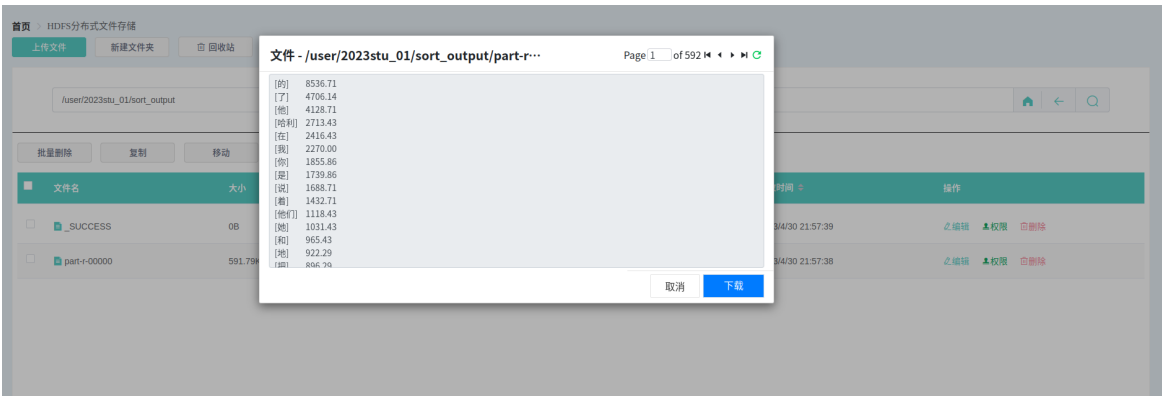 首页 > HDFS分布式文件存储
上传文件 新建文件夹 回收站
文件 - /user/2023stu_01/sort_output/part-r··· Page 1 of 592
/user/2023stu_01/sort_output
[的] 8536.71
[了] 4706.14
[他] 4128.71
[哈利] 2713.43
[在] 2416.43
[我] 2270.00
[你] 1855.86
[是] 1739.86
[说] 1688.71
[着] 1432.71
[他们] 1118.43
[她] 1031.43
[和] 965.43
[地] 922.29
[把] 896.29
取消 下载
批量删除 复制 移动
文件名 大小 时间 操作
_SUCCESS 0B 3/4/30 21:57:39 编辑 权限 删除
part-r-00000 591.79K 3/4/30 21:57:38 编辑 权限 删除